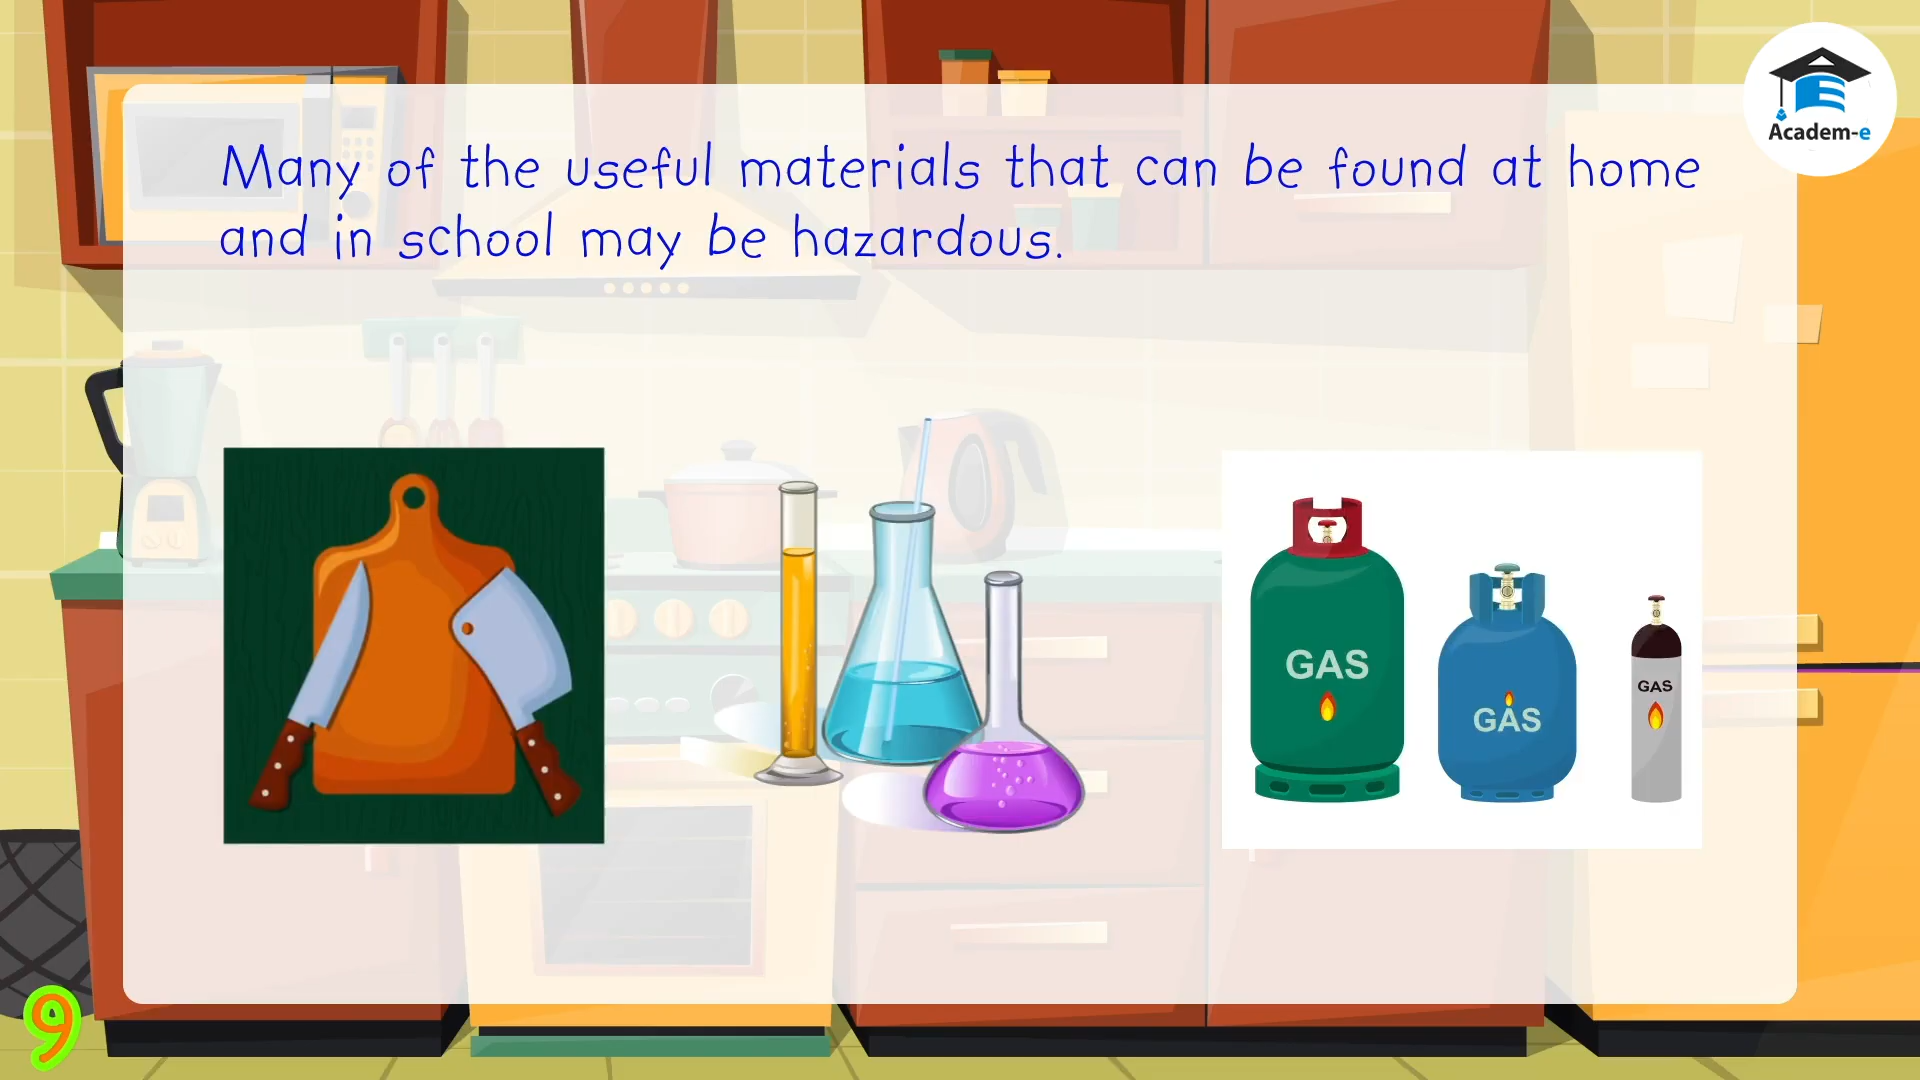 Academ-e
Many of the useful materials that can be found at home
and in school may be hazardous.
GAS
GAS
GAS
9